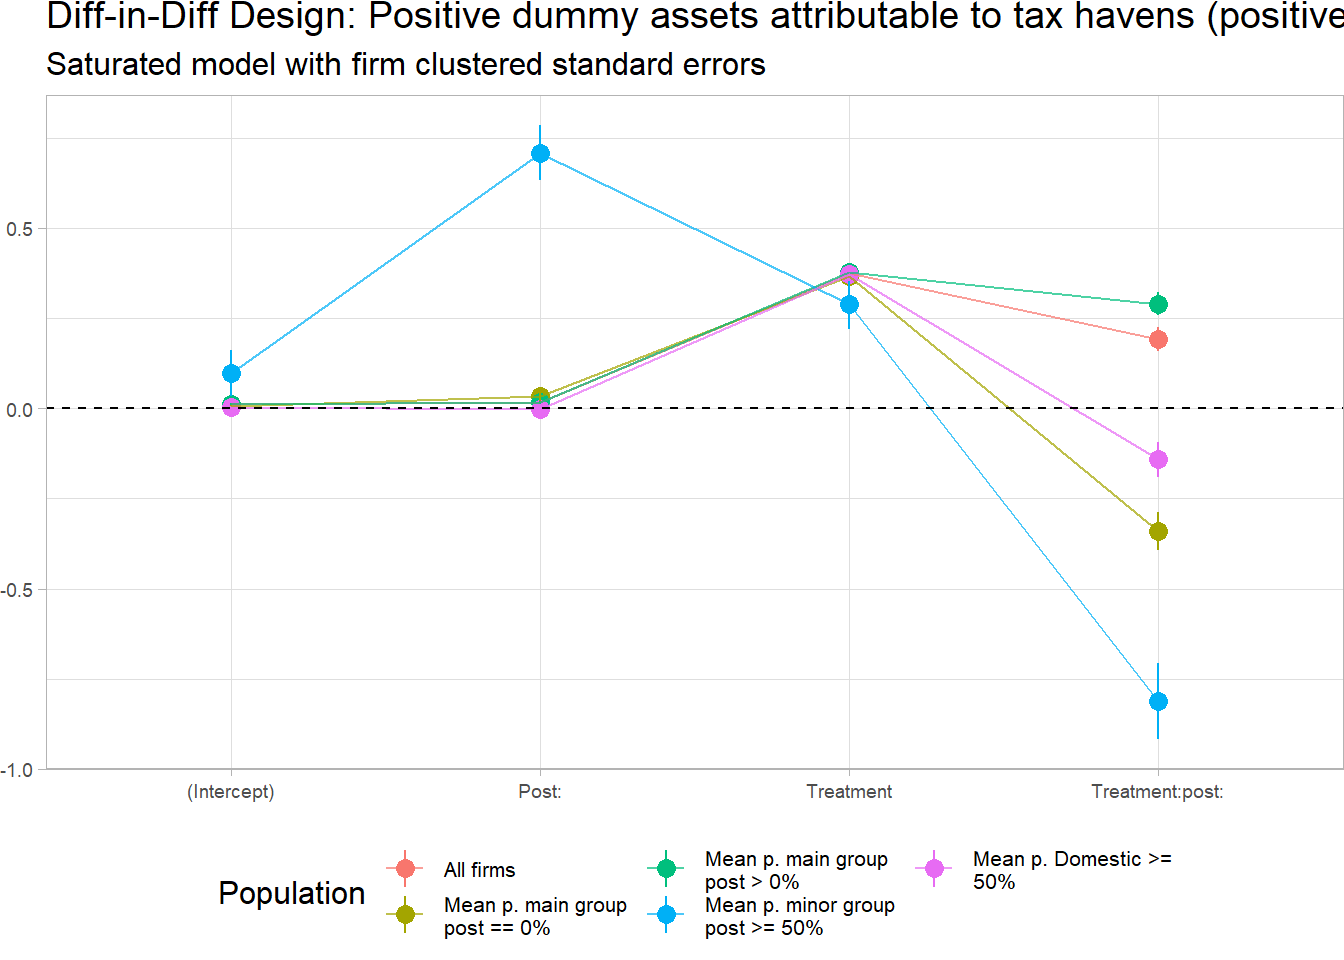 Diff-in-Diff Design: Positive dummy assets attributable to tax havens (positive
Saturated model with firm clustered standard errors
0.5
0.0
-0.5
-1.0
(Intercept)
Post:
Treatment
Treatment:post:
Population
All firms
Mean p. main group
post == 0%
Mean p. main group
post > 0%
Mean p. minor group
post >= 50%
Mean p. Domestic >=
50%